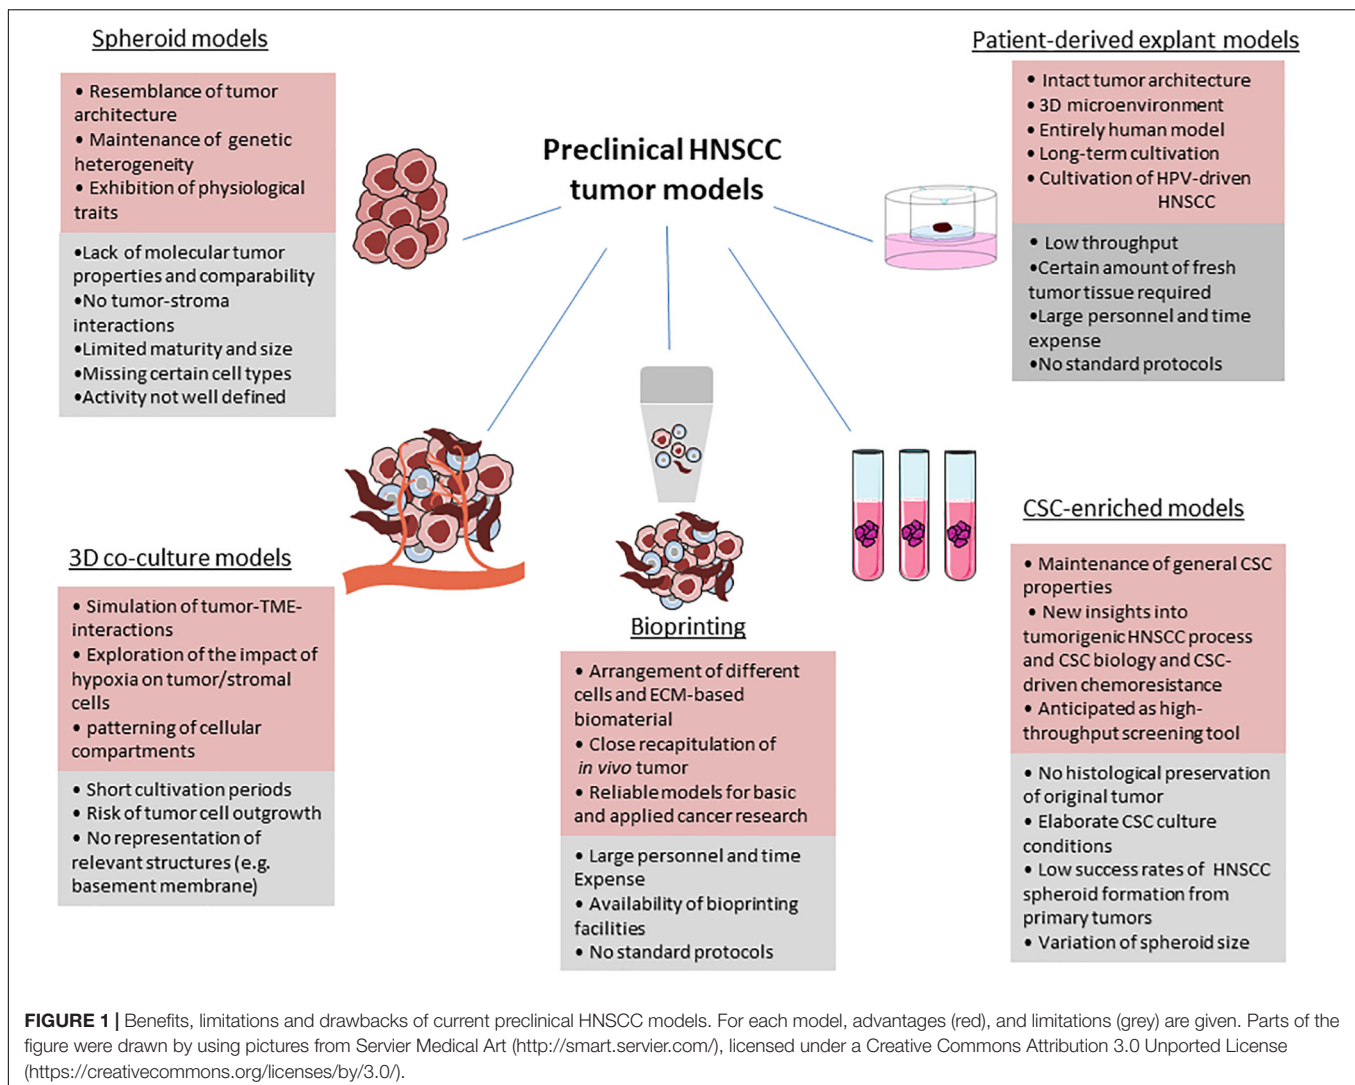 Spheroid models
• Resemblance of tumor
architecture
• Maintenance of genetic
heterogeneity
• Exhibition of physiological
traits
•Lack of molecular tumor
properties and comparability
•No tumor-stroma
interactions
•Limited maturity and size
•Missing certain cell types
•Activity not well defined
Preclinical HNSCC
tumor models
Patient-derived explant models
• Intact tumor architecture
• 3D microenvironment
• Entirely human model
• Long-term cultivation
• Cultivation of HPV-driven
HNSCC
• Low throughput
•Certain amount of fresh
tumor tissue required
•Large personnel and time
expense
•No standard protocols
3D co-culture models
• Simulation of tumor-TME-
interactions
• Exploration of the impact of
hypoxia on tumor/stromal
cells
• patterning of cellular
compartments
• Short cultivation periods
• Risk of tumor cell outgrowth
• No representation of
relevant structures (e.g.
basement membrane)
Bioprinting
• Arrangement of different
cells and ECM-based
biomaterial
• Close recapitulation of
in vivo tumor
• Reliable models for basic
and applied cancer research
• Large personnel and time
Expense
• Availability of bioprinting
facilities
• No standard protocols
CSC-enriched models
• Maintenance of general CSC
properties
• New insights into
tumorigenic HNSCC process
and CSC biology and CSC-
driven chemoresistance
• Anticipated as high-
throughput screening tool
• No histological preservation
of original tumor
• Elaborate CSC culture
conditions
• Low success rates of HNSCC
spheroid formation from
primary tumors
• Variation of spheroid size
FIGURE 1 | Benefits, limitations and drawbacks of current preclinical HNSCC models. For each model, advantages (red), and limitations (grey) are given. Parts of the
figure were drawn by using pictures from Servier Medical Art (http://smart.servier.com/), licensed under a Creative Commons Attribution 3.0 Unported License
(https://creativecommons.org/licenses/by/3.0/).